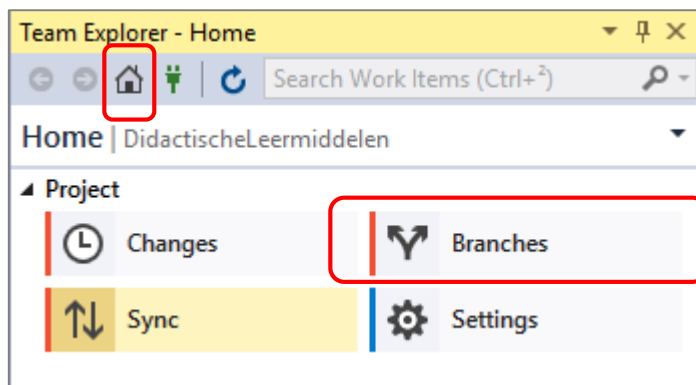 Team Explorer - Home
Search Work Items (Ctrl+²)
Home | DidactischeLeermiddelen
Project
Changes
Branches
Sync
Settings